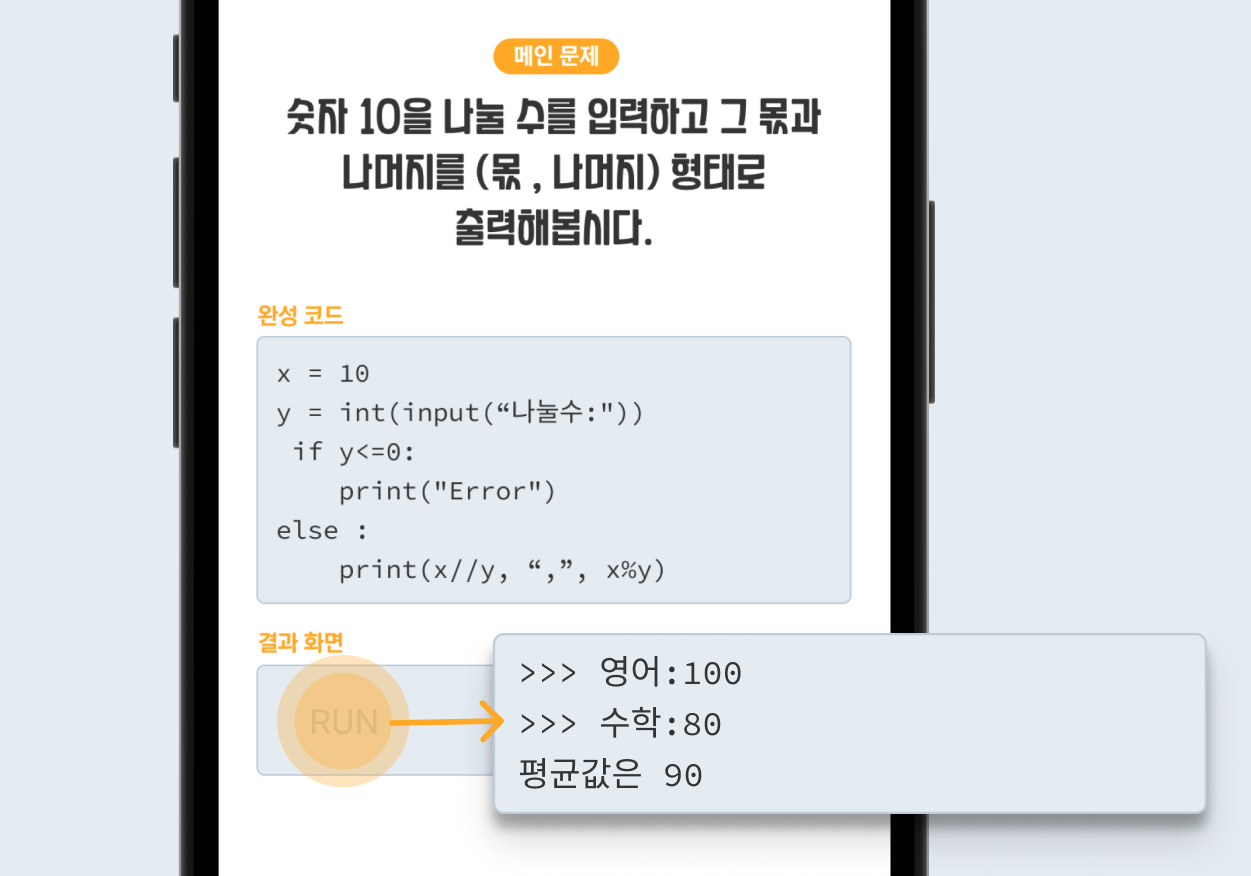 메인 문제
숫자 10을 나눌 수를 입력하고 그 몫과
나머지를 (몫 , 나머지) 형태로
출력해봅시다.
완성 코드
x = 10
y = int(input(“나눌수:"))
 if y<=0:
    print("Error")
else :
    print(x//y, “,”, x%y)
결과 화면
RUN
>>> 영어:100
>>> 수학:80
평균값은 90